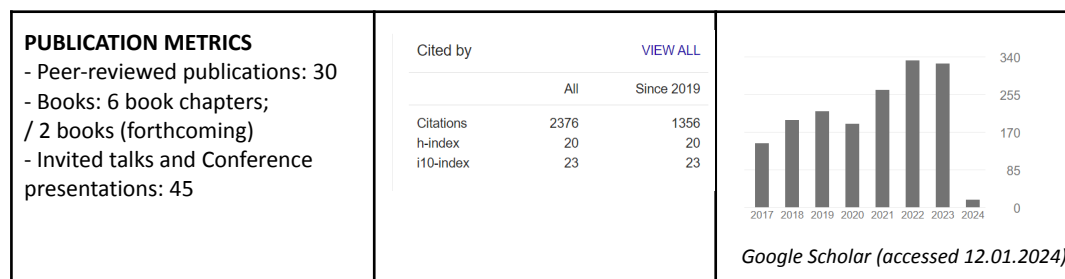 PUBLICATION METRICS
- Peer-reviewed publications: 30
- Books: 6 book chapters;
/ 2 books (forthcoming)
- Invited talks and Conference
presentations: 45
Cited by VIEW ALL
All Since 2019
Citations 2376 1356
h-index 20 20
i10-index 23 23
340
255
170
85
0
2017 2018 2019 2020 2021 2022 2023 2024
Google Scholar (accessed 12.01.2024)